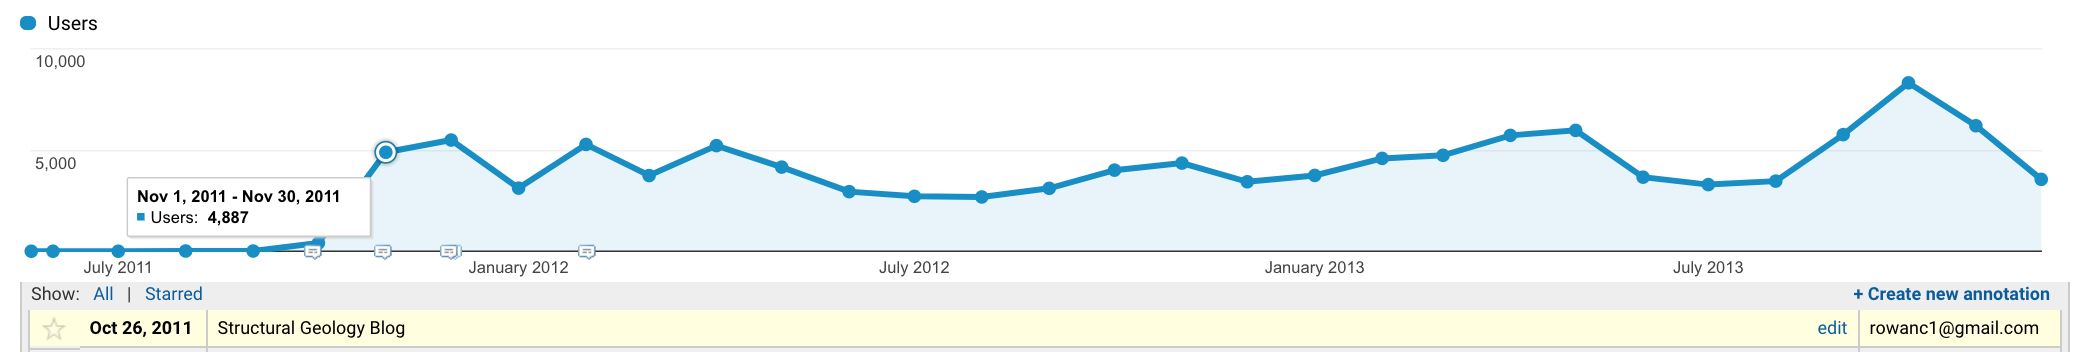 Users
10,000
5,000
Nov 1, 2011 - Nov 30, 2011
Users: 4,887
July 2011 January 2012 July 2012 January 2013 July 2013
Show: All | Starred + Create new annotation
Oct 26, 2011 Structural Geology Blog edit rowanc1@gmail.com